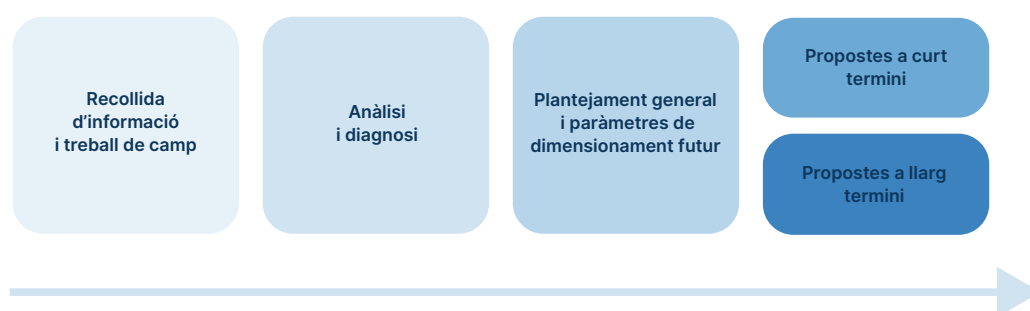 Recollida
d’informació
i treball de camp
Anàlisi
i diagnosi
Plantejament general
i paràmetres de
dimensionament futur
Propostes a curt
termini
Propostes a llarg
termini